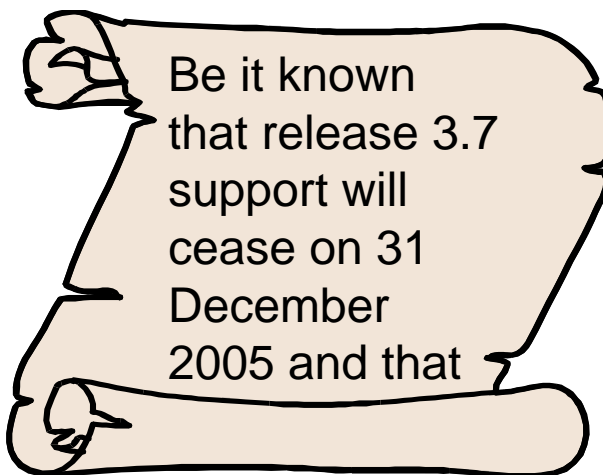 Be it known
that release 3.7
support will
cease on 31
December
2005 and that